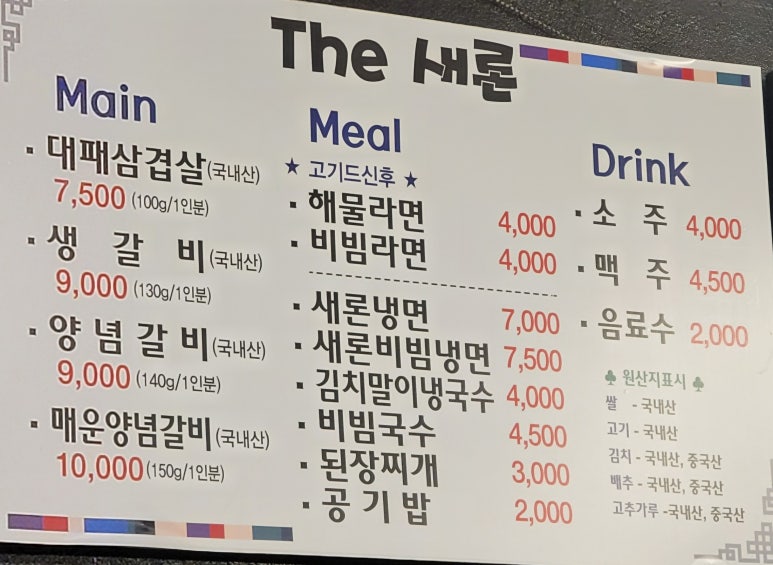 The 새론
Main
· 대패삼겹살(국내산)
7,500 (100g/1인분)
· 생 갈 비(국내산)
9,000 (130g/1인분)
· 양 념 갈 비(국내산)
9,000 (140g/1인분)
· 매운양념갈비(국내산)
10,000 (150g/1인분)
Meal
★ 고기드신후 ★
· 해물라면 4,000
· 비빔라면 4,000
· 새론냉면 7,000
· 새론비빔냉면 7,500
· 김치말이냉국수 4,000
· 비빔국수 4,500
· 된장찌개 3,000
· 공 기 밥 2,000
Drink
· 소 주 4,000
· 맥 주 4,500
· 음료수 2,000
♣ 원산지표시 ♣
쌀 - 국내산
고기 - 국내산
김치 - 국내산, 중국산
배추 - 국내산, 중국산
고추가루 -국내산, 중국산